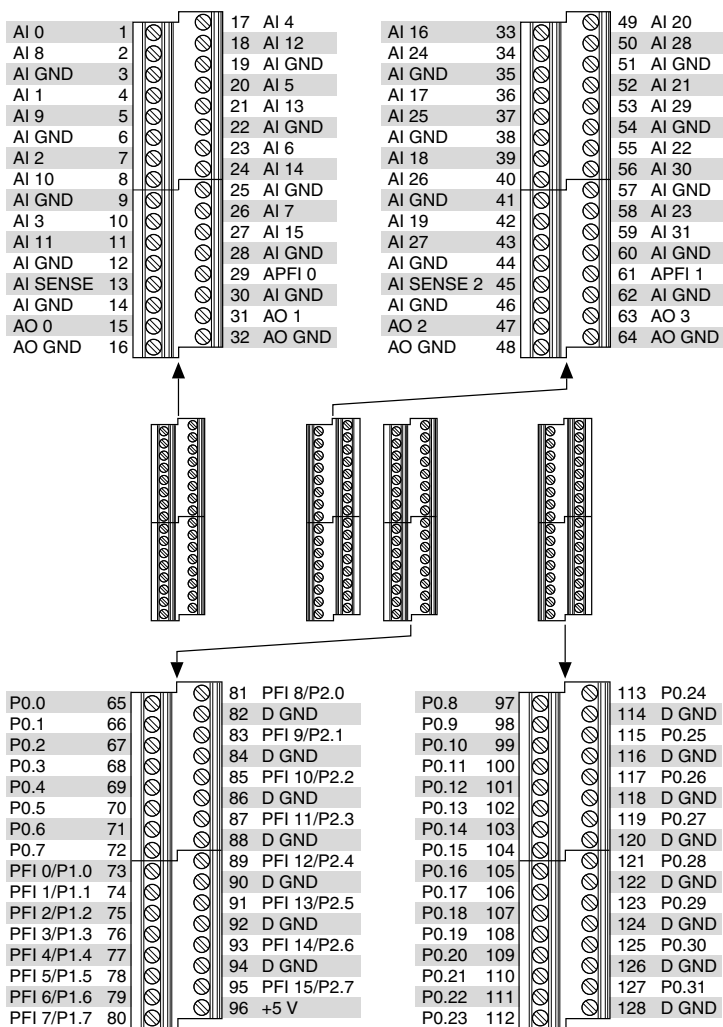 AI 0 1
AI 8 2
AI GND 3
AI 1 4
AI 9 5
AI GND 6
AI 2 7
AI 10 8
AI GND 9
AI 3 10
AI 11 11
AI GND 12
AI SENSE 13
AI GND 14
AO 0 15
AO GND 16
17 AI 4
18 AI 12
19 AI GND
20 AI 5
21 AI 13
22 AI GND
23 AI 6
24 AI 14
25 AI GND
26 AI 7
27 AI 15
28 AI GND
29 APFI 0
30 AI GND
31 AO 1
32 AO GND
AI 16 33
AI 24 34
AI GND 35
AI 17 36
AI 25 37
AI GND 38
AI 18 39
AI 26 40
AI GND 41
AI 19 42
AI 27 43
AI GND 44
AI SENSE 2 45
AI GND 46
AO 2 47
AO GND 48
49 AI 20
50 AI 28
51 AI GND
52 AI 21
53 AI 29
54 AI GND
55 AI 22
56 AI 30
57 AI GND
58 AI 23
59 AI 31
60 AI GND
61 APFI 1
62 AI GND
63 AO 3
64 AO GND
P0.0 65
P0.1 66
P0.2 67
P0.3 68
P0.4 69
P0.5 70
P0.6 71
P0.7 72
PFI 0/P1.0 73
PFI 1/P1.1 74
PFI 2/P1.2 75
PFI 3/P1.3 76
PFI 4/P1.4 77
PFI 5/P1.5 78
PFI 6/P1.6 79
PFI 7/P1.7 80
81 PFI 8/P2.0
82 D GND
83 PFI 9/P2.1
84 D GND
85 PFI 10/P2.2
86 D GND
87 PFI 11/P2.3
88 D GND
89 PFI 12/P2.4
90 D GND
91 PFI 13/P2.5
92 D GND
93 PFI 14/P2.6
94 D GND
95 PFI 15/P2.7
96 +5 V
P0.8 97
P0.9 98
P0.10 99
P0.11 100
P0.12 101
P0.13 102
P0.14 103
P0.15 104
P0.16 105
P0.17 106
P0.18 107
P0.19 108
P0.20 109
P0.21 110
P0.22 111
P0.23 112
113 P0.24
114 D GND
115 P0.25
116 D GND
117 P0.26
118 D GND
119 P0.27
120 D GND
121 P0.28
122 D GND
123 P0.29
124 D GND
125 P0.30
126 D GND
127 P0.31
128 D GND